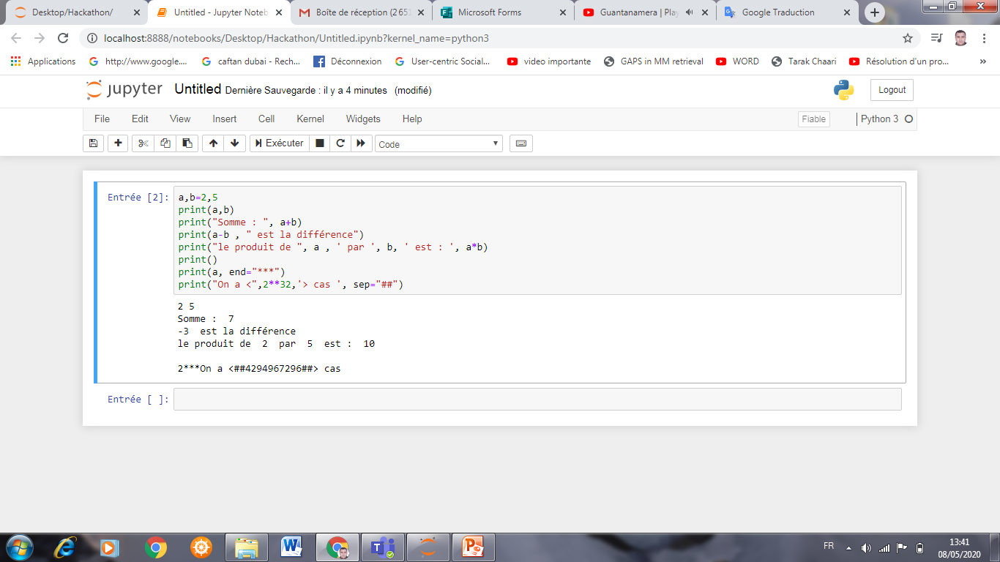 Desktop/Hackathon/
Untitled - Jupyter Noteb
Boîte de réception (2 651
Microsoft Forms
Guantanamera | Play
Google Traduction
localhost:8888/notebooks/Desktop/Hackathon/Untitled.ipynb?kernel_name=python3
Applications
http://www.google....
caftan dubai - Rech...
Déconnexion
User-centric Social...
video importante
GAPS in MM retrieval
WORD
Tarak Chaari
Résolution d'un pro...
»
jupyter Untitled Dernière Sauvegarde : il y a 4 minutes (modifié)
Logout
File Edit View Insert Cell Kernel Widgets Help
Fiable
Python 3
Exécuter
Code
Entrée [2]:
a,b=2,5
print(a,b)
print("Somme : ", a+b)
print(a-b , " est la différence")
print("le produit de ", a , ' par ', b, ' est : ', a*b)
print()
print(a, end="***")
print("On a <",2**32,'> cas ', sep="##")
2 5
Somme :  7
-3  est la différence
le produit de  2  par  5  est :  10
2***On a <##4294967296##> cas
Entrée [ ]:
FR
13:41
08/05/2020